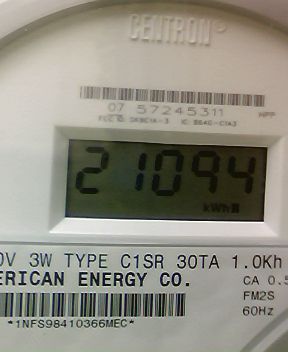 CENTRON®
07 57245311 HPP
21094
kWh
0V 3W TYPE C1SR 30TA 1.0Kh
ERICAN ENERGY CO. CA 0.5
FM2S
60Hz
*1NFS98410366MEC*